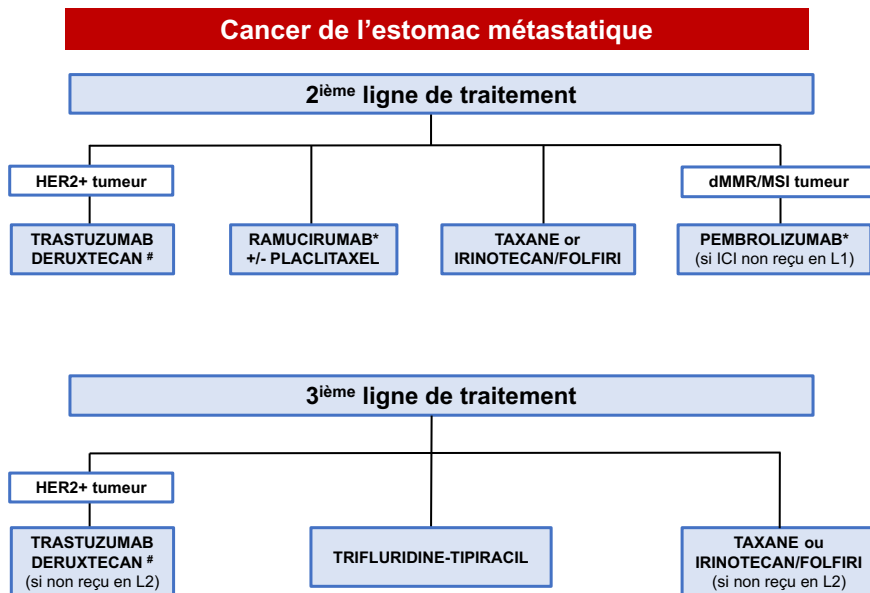 Cancer de l’estomac métastatique
2ième ligne de traitement
HER2+ tumeur
dMMR/MSI tumeur
TRASTUZUMAB
DERUXTECAN #
RAMUCIRUMAB*
+/- PLACLITAXEL
TAXANE or
IRINOTECAN/FOLFIRI
PEMBROLIZUMAB*
(si ICI non reçu en L1)
3ième ligne de traitement
HER2+ tumeur
TRASTUZUMAB
DERUXTECAN #
(si non reçu en L2)
TRIFLURIDINE-TIPIRACIL
TAXANE ou
IRINOTECAN/FOLFIRI
(si non reçu en L2)